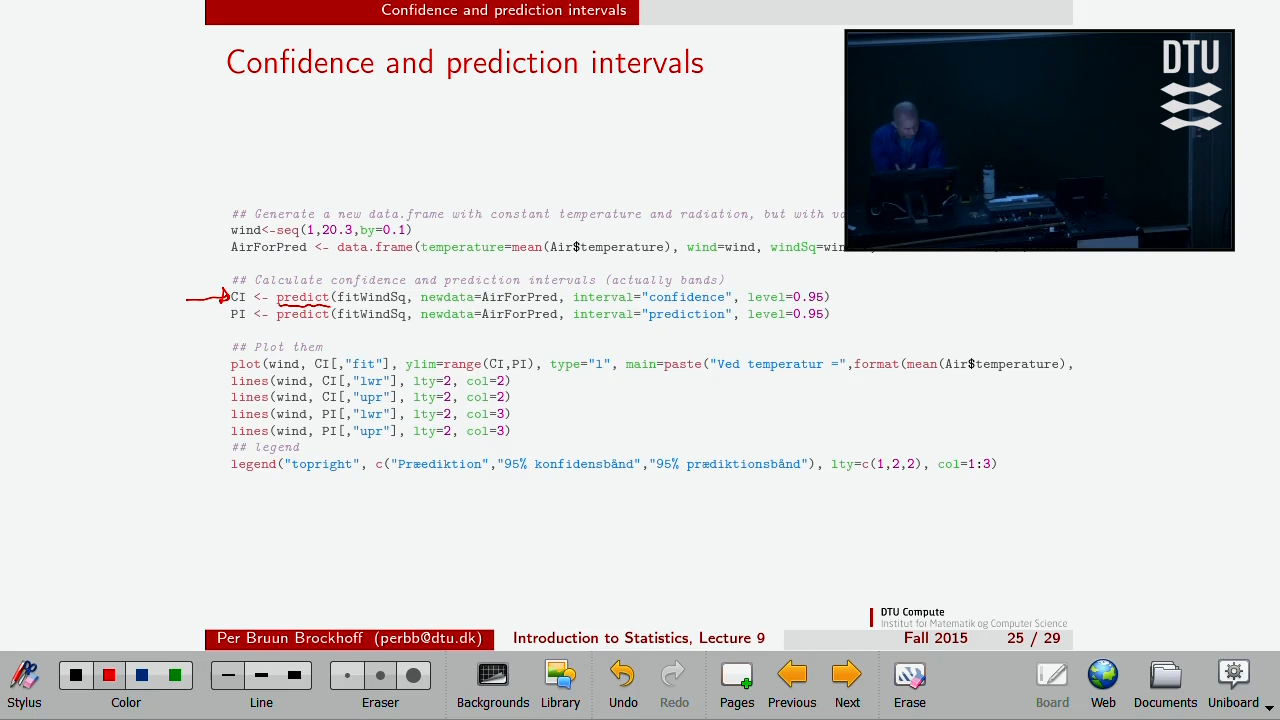 Confidence and prediction intervals
Confidence and prediction intervals
DTU
## Generate a new data.frame with constant temperature and radiation, but with
wind<-seq(1,20.3,by=0.1)
AirForPred <- data.frame(temperature=mean(Air$temperature), wind=wind, windSq=
## Calculate confidence and prediction intervals (actually bands)
CI <- predict(fitWindSq, newdata=AirForPred, interval="confidence", level=0.95)
PI <- predict(fitWindSq, newdata=AirForPred, interval="prediction", level=0.95)
## Plot them
plot(wind, CI[,"fit"], ylim=range(CI,PI), type="l", main=paste("Ved temperatur =",format(mean(Air$temperature),
lines(wind, CI[,"lwr"], lty=2, col=2)
lines(wind, CI[,"upr"], lty=2, col=2)
lines(wind, PI[,"lwr"], lty=2, col=3)
lines(wind, PI[,"upr"], lty=2, col=3)
## legend
legend("topright", c("Præediktion","95% konfidensbånd","95% prædiktionsbånd"), lty=c(1,2,2), col=1:3)
DTU Compute
Institut for Matematik og Computer Science
Per Bruun Brockhoff (perbb@dtu.dk) Introduction to Statistics, Lecture 9 Fall 2015 25 / 29
Stylus Color Line Eraser Backgrounds Library Undo Redo Pages Previous Next Erase Board Web Documents Uniboard